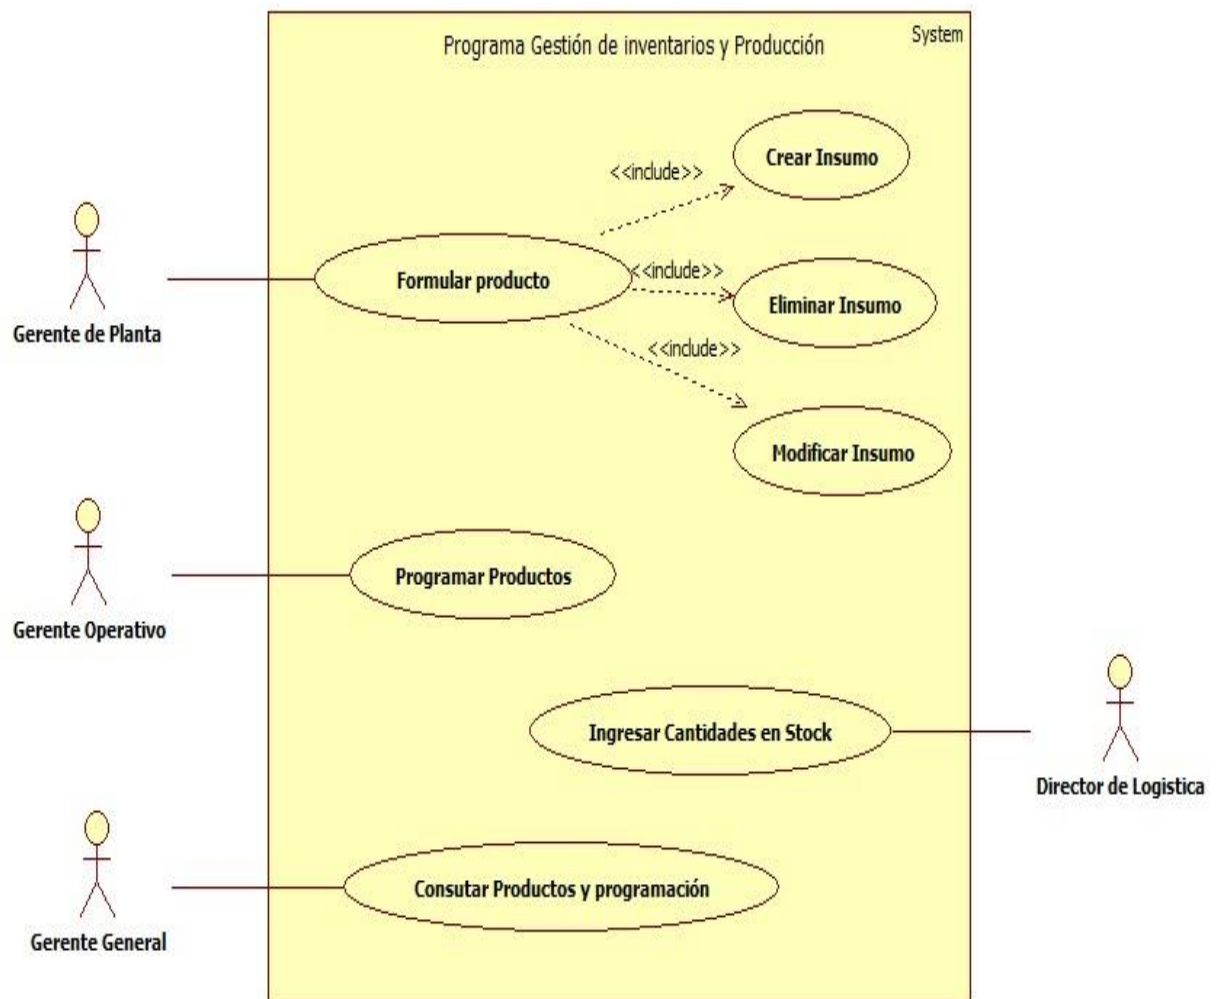 System
Programa Gestión de inventarios y Producción
Crear Insumo
<<include>>
Formular producto
<<include>>
Eliminar Insumo
Gerente de Planta
<<include>>
Modificar Insumo
Programar Productos
Gerente Operativo
Ingresar Cantidades en Stock
Director de Logistica
Consutar Productos y programación
Gerente General